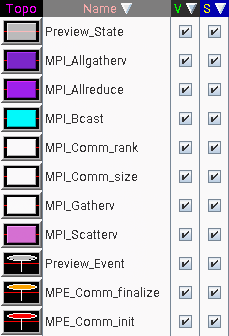 Topo Name V S
Preview_State
MPI_Allgatherv
MPI_Allreduce
MPI_Bcast
MPI_Comm_rank
MPI_Comm_size
MPI_Gatherv
MPI_Scatterv
Preview_Event
MPE_Comm_finalize
MPE_Comm_init